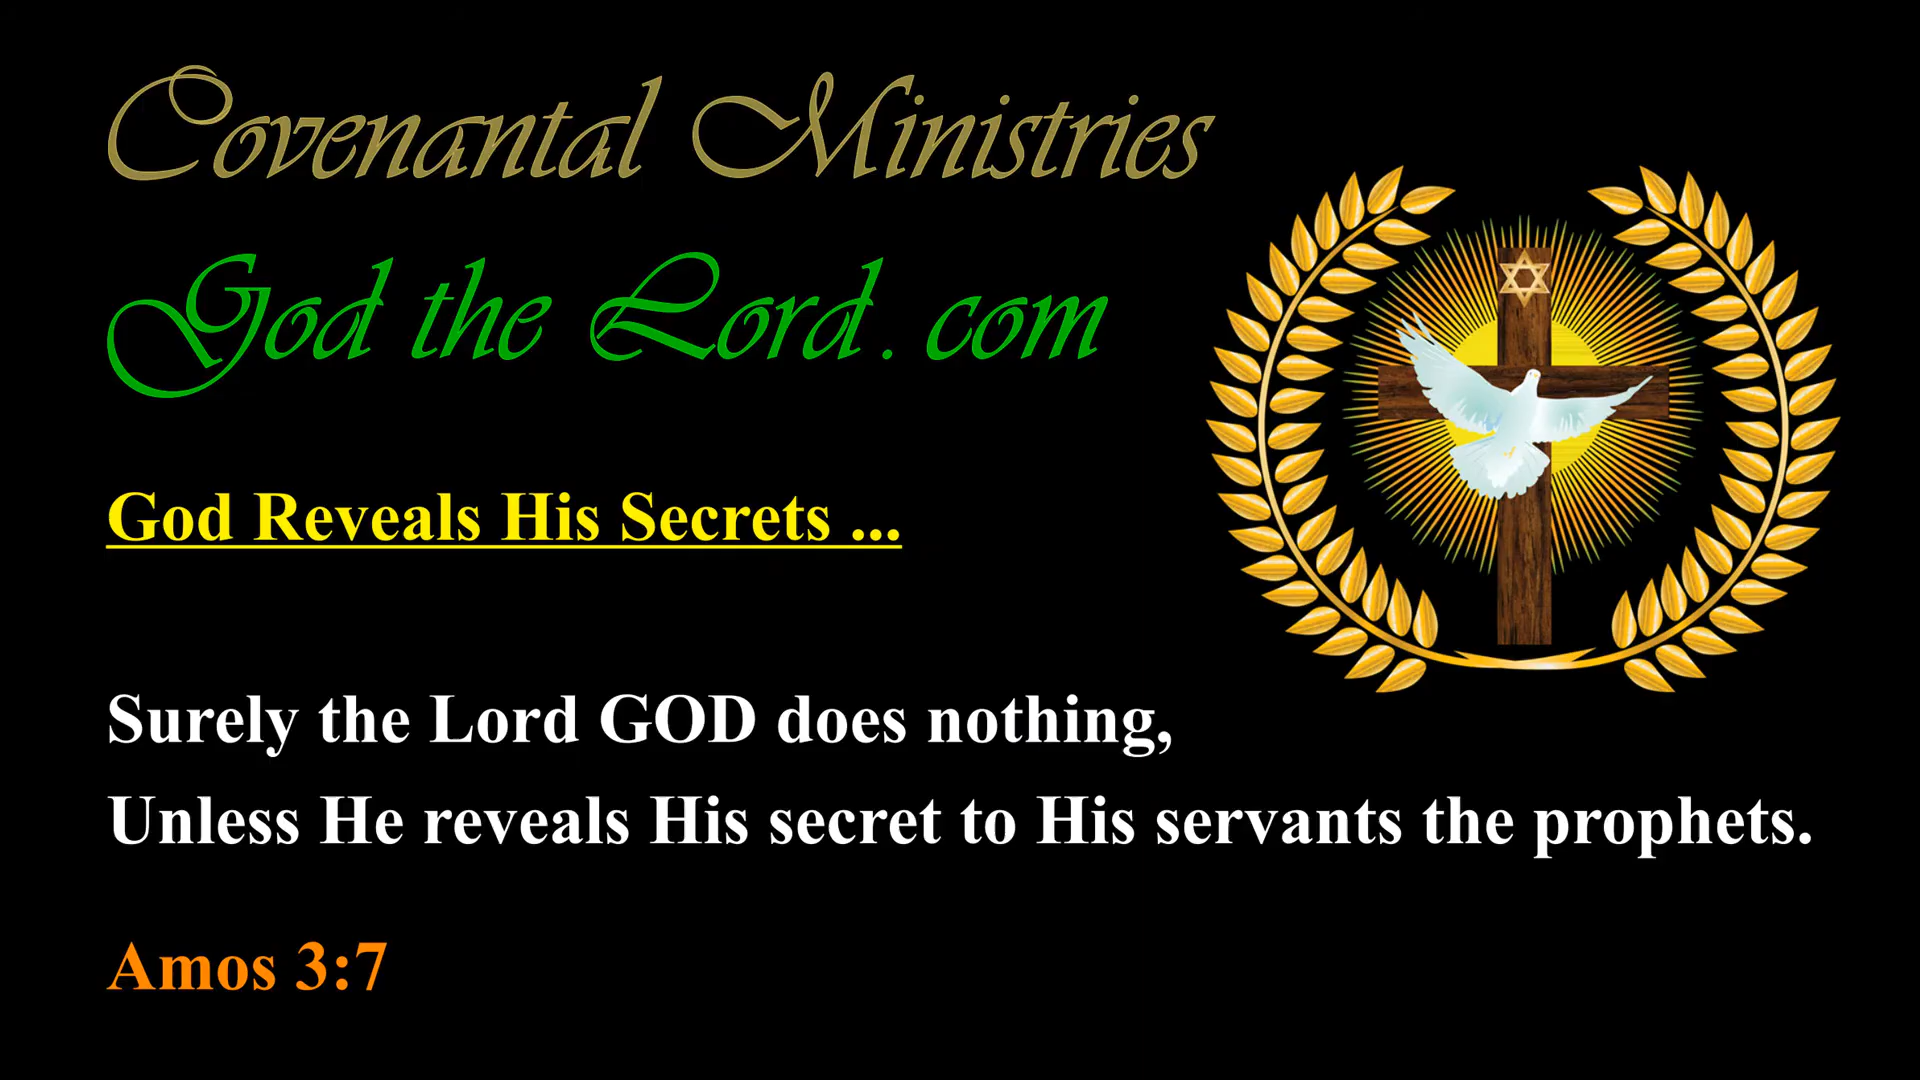 Covenantal Ministries
God the Lord . com
God Reveals His Secrets ...
Surely the Lord GOD does nothing,
Unless He reveals His secret to His servants the prophets.
Amos 3:7